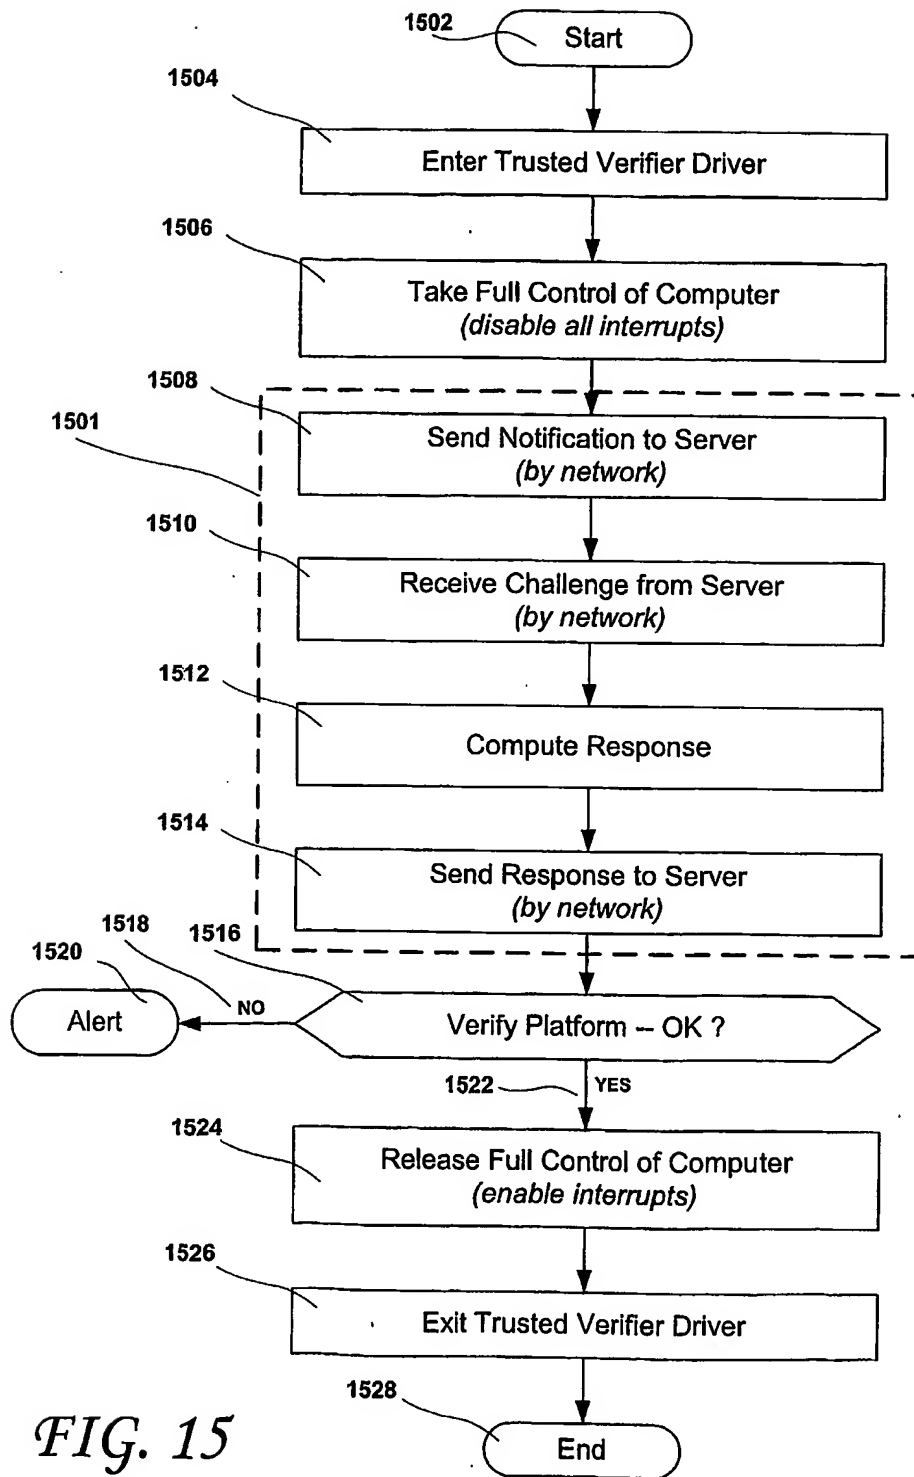 1502
Start
1504
Enter Trusted Verifier Driver
1506
Take Full Control of Computer
(disable all interrupts)
1508
1501
Send Notification to Server
(by network)
1510
Receive Challenge from Server
(by network)
1512
Compute Response
1514
Send Response to Server
(by network)
1518
1516
1520
NO
Alert
Verify Platform -- OK ?
1522
YES
1524
Release Full Control of Computer
(enable interrupts)
1526
Exit Trusted Verifier Driver
1528
End
FIG. 15